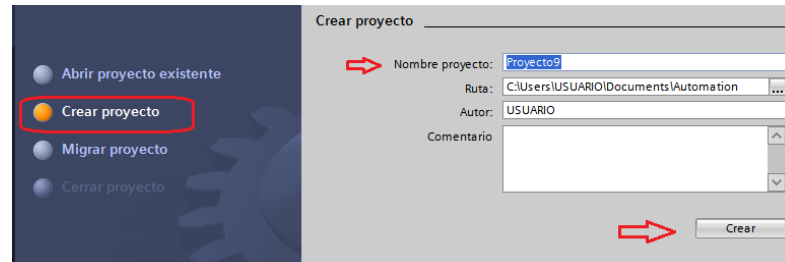 Abrir proyecto existente
Crear proyecto
Migrar proyecto
Cerrar proyecto
Crear proyecto
Nombre proyecto: Proyecto9
Ruta: C:\Users\USUARIO\Documents\Automation ...
Autor: USUARIO
Comentario
Crear